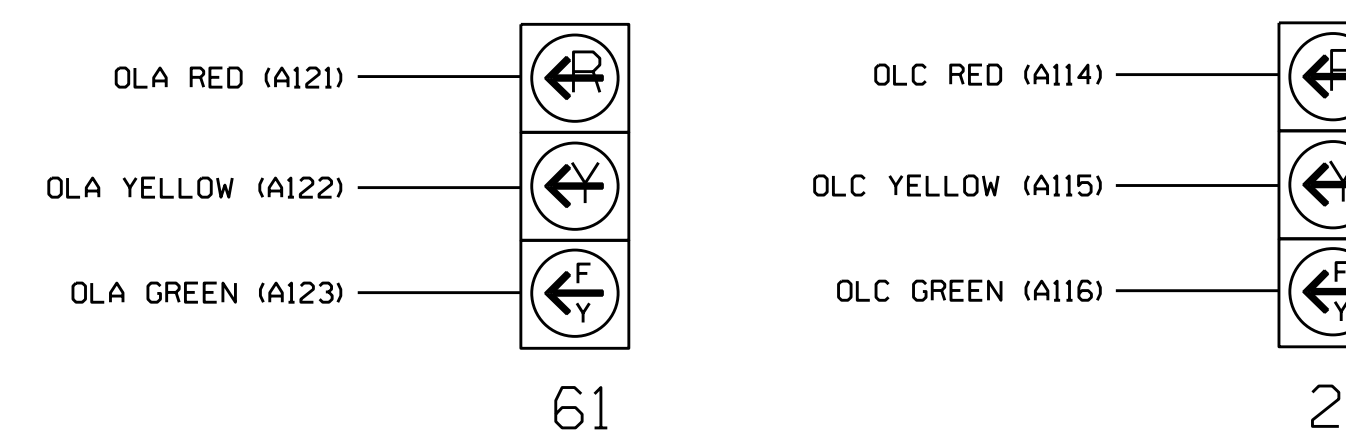 OLA RED (A121)
R
OLA YELLOW (A122)
Y
OLA GREEN (A123)
F
Y
61
OLC RED (A114)
R
OLC YELLOW (A115)
Y
OLC GREEN (A116)
F
Y
2